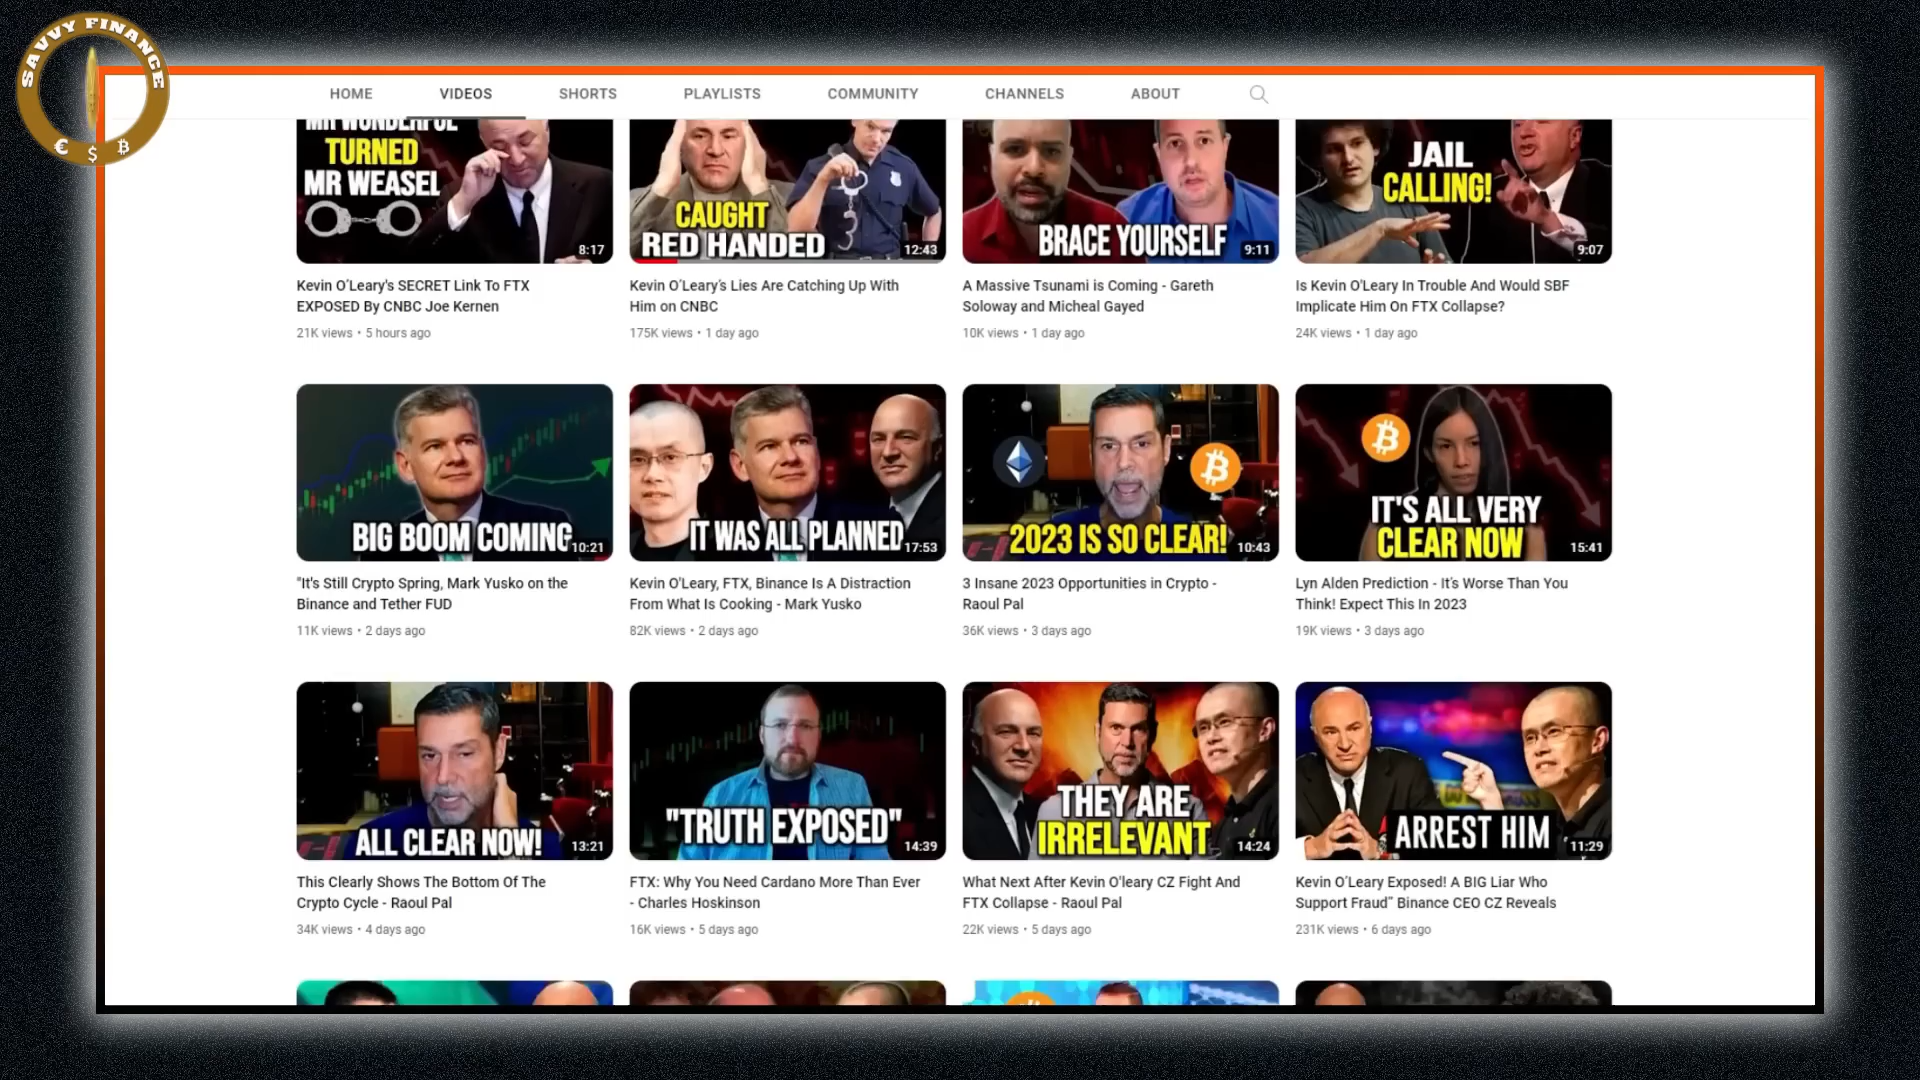 SAVVY FINANCE
€ $ ₿
HOME VIDEOS SHORTS PLAYLISTS COMMUNITY CHANNELS ABOUT
MR WONDERFUL
TURNED
MR WEASEL
8:17
Kevin O'Leary's SECRET Link To FTX
EXPOSED By CNBC Joe Kernen
21K views • 5 hours ago
CAUGHT
RED HANDED
12:43
Kevin O'Leary's Lies Are Catching Up With
Him on CNBC
175K views • 1 day ago
BRACE YOURSELF
9:11
A Massive Tsunami is Coming - Gareth
Soloway and Micheal Gayed
10K views • 1 day ago
JAIL
CALLING!
9:07
Is Kevin O'Leary In Trouble And Would SBF
Implicate Him On FTX Collapse?
24K views • 1 day ago
BIG BOOM COMING
10:21
"It's Still Crypto Spring, Mark Yusko on the
Binance and Tether FUD
11K views • 2 days ago
IT WAS ALL PLANNED
17:53
Kevin O'Leary, FTX, Binance Is A Distraction
From What Is Cooking - Mark Yusko
82K views • 2 days ago
2023 IS SO CLEAR!
10:43
3 Insane 2023 Opportunities in Crypto -
Raoul Pal
36K views • 3 days ago
IT'S ALL VERY
CLEAR NOW
15:41
Lyn Alden Prediction - It's Worse Than You
Think! Expect This In 2023
19K views • 3 days ago
ALL CLEAR NOW!
13:21
This Clearly Shows The Bottom Of The
Crypto Cycle - Raoul Pal
34K views • 4 days ago
"TRUTH EXPOSED"
14:39
FTX: Why You Need Cardano More Than Ever
- Charles Hoskinson
16K views • 5 days ago
THEY ARE
IRRELEVANT
14:24
What Next After Kevin O'leary CZ Fight And
FTX Collapse - Raoul Pal
22K views • 5 days ago
ARREST HIM
11:29
Kevin O'Leary Exposed! A BIG Liar Who
Support Fraud" Binance CEO CZ Reveals
231K views • 6 days ago